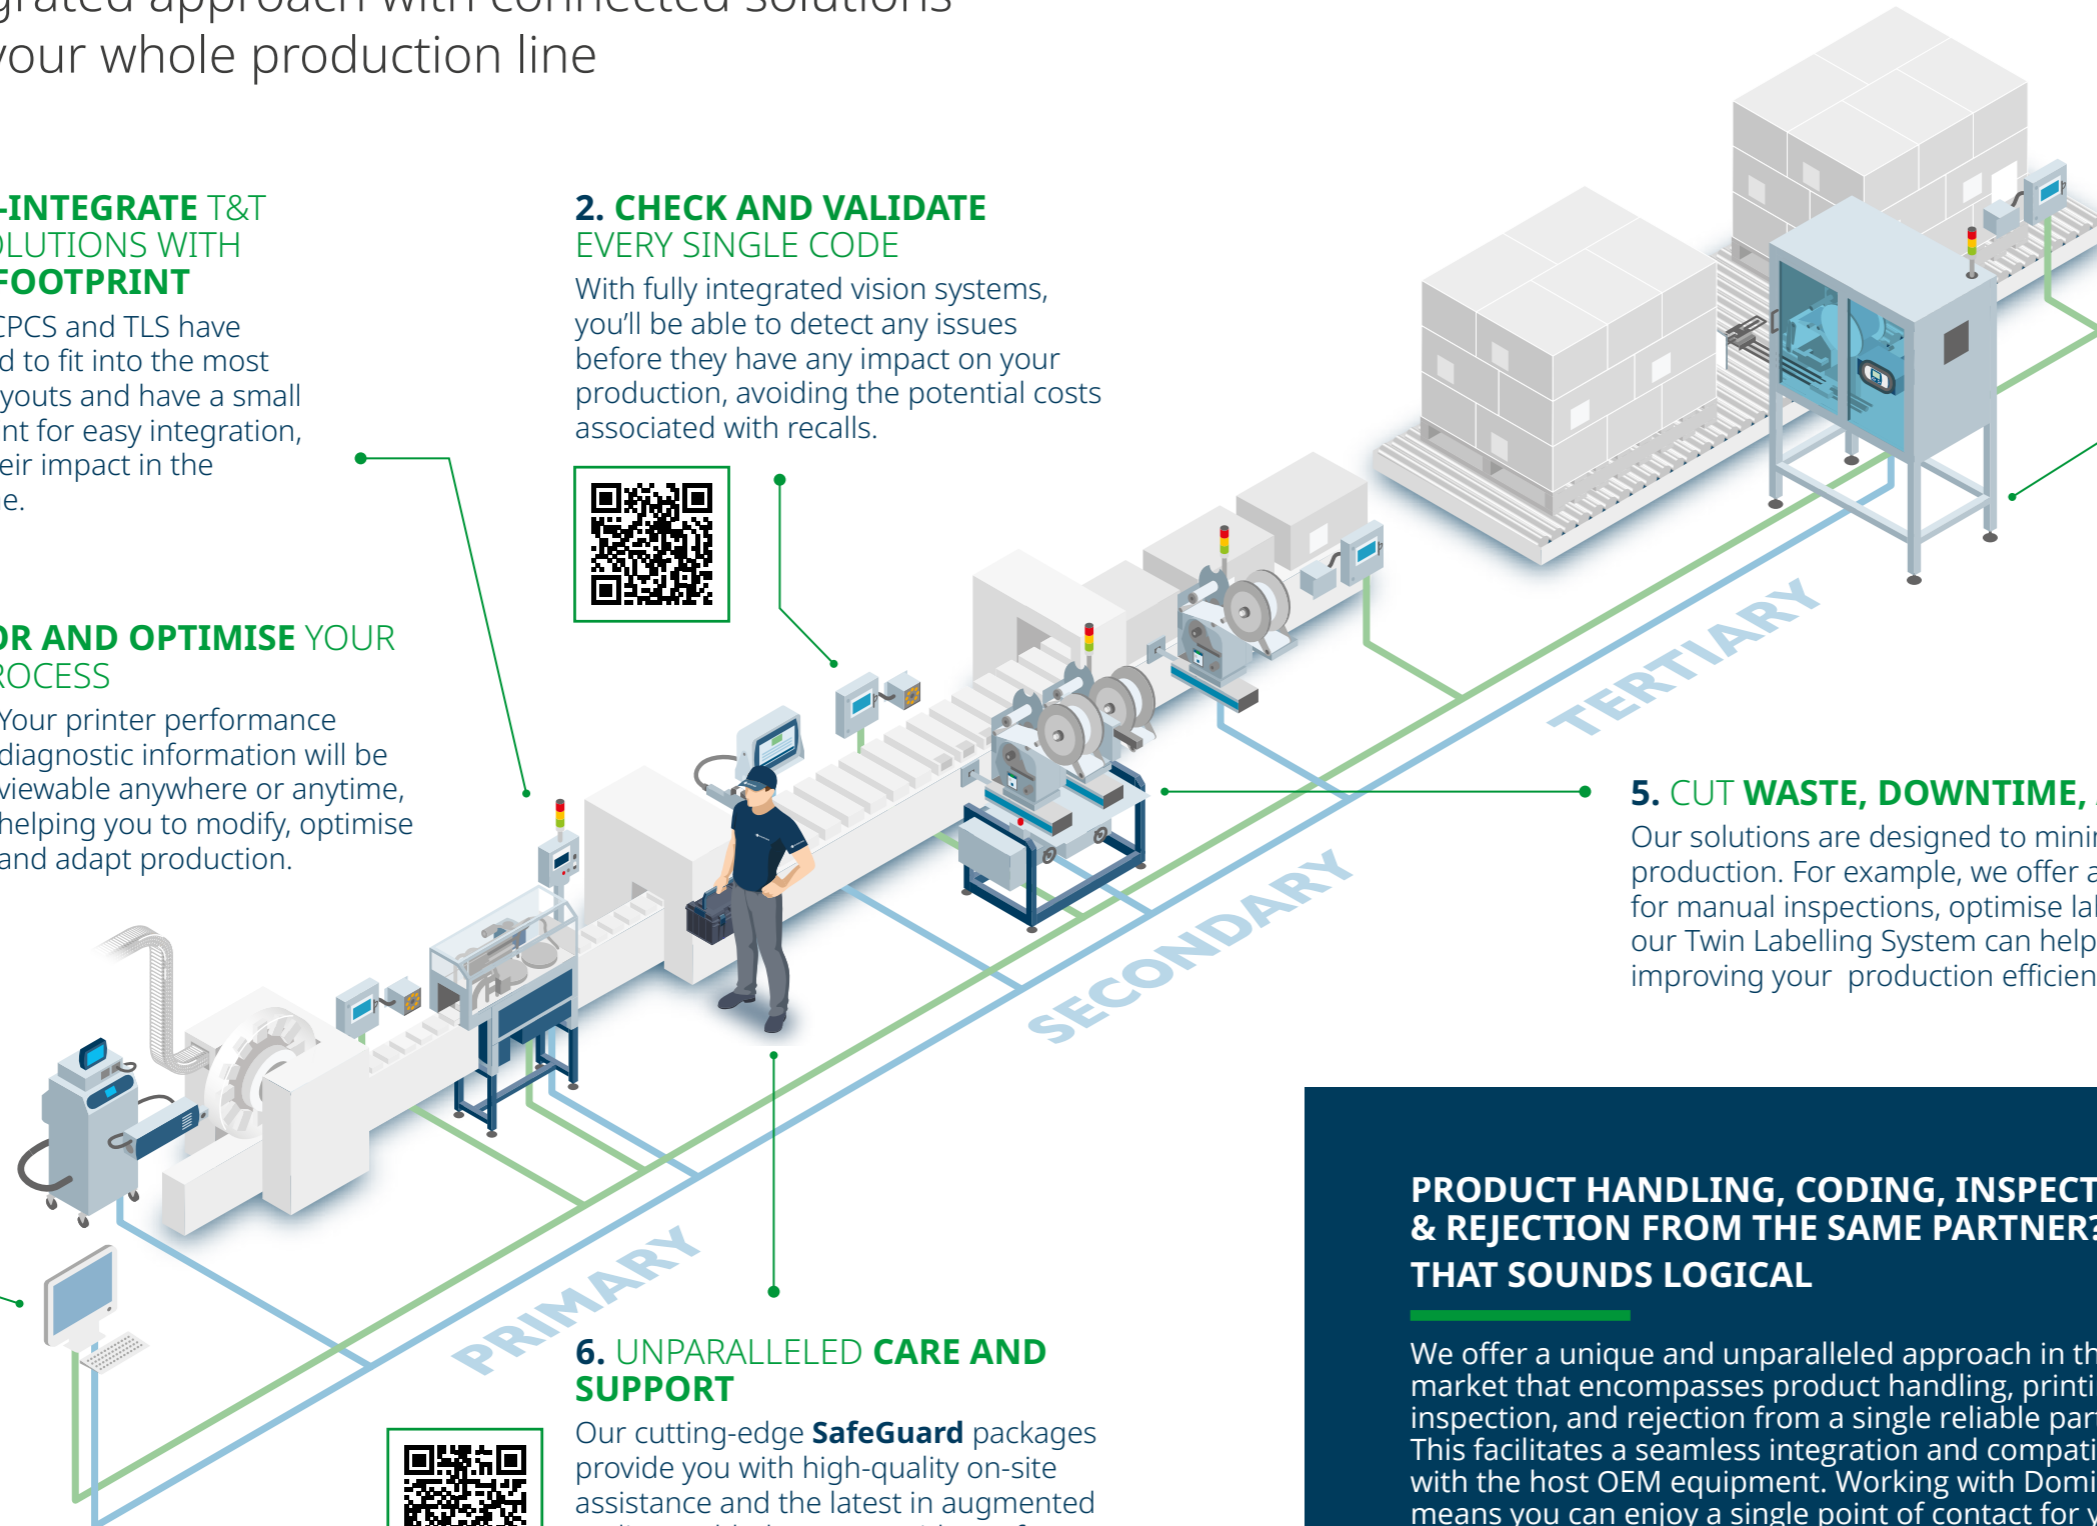 grated approach with connected solutions
your whole production line
-INTEGRATE T&T
OLUTIONS WITH
FOOTPRINT
CPCS and TLS have
d to fit into the most
youts and have a small
nt for easy integration,
eir impact in the
e.
2. CHECK AND VALIDATE
EVERY SINGLE CODE
With fully integrated vision systems,
you'll be able to detect any issues
before they have any impact on your
production, avoiding the potential costs
associated with recalls.
OR AND OPTIMISE YOUR
ROCESS
Your printer performance
diagnostic information will be
viewable anywhere or anytime,
helping you to modify, optimise
and adapt production.
TERTIARY
SECONDARY
PRIMARY
5. CUT WASTE, DOWNTIME,
Our solutions are designed to minim
production. For example, we offer a
for manual inspections, optimise lab
our Twin Labelling System can help
improving your production efficien
6. UNPARALLELED CARE AND
SUPPORT
Our cutting-edge SafeGuard packages
provide you with high-quality on-site
assistance and the latest in augmented
PRODUCT HANDLING, CODING, INSPECT
& REJECTION FROM THE SAME PARTNER?
THAT SOUNDS LOGICAL
We offer a unique and unparalleled approach in th
market that encompasses product handling, printi
inspection, and rejection from a single reliable par
This facilitates a seamless integration and compati
with the host OEM equipment. Working with Domi
means you can enjoy a single point of contact for y